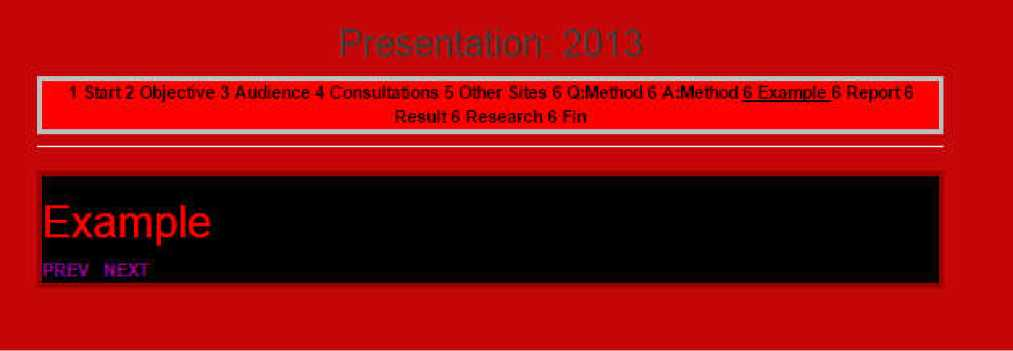 Presentation: 2013
1 Start 2 Objective 3 Audience 4 Consultations 5 Other Sites 6 Q:Method 6 A:Method 6 Example 6 Report 6
Result 6 Research 6 Fin
Example
PREV NEXT